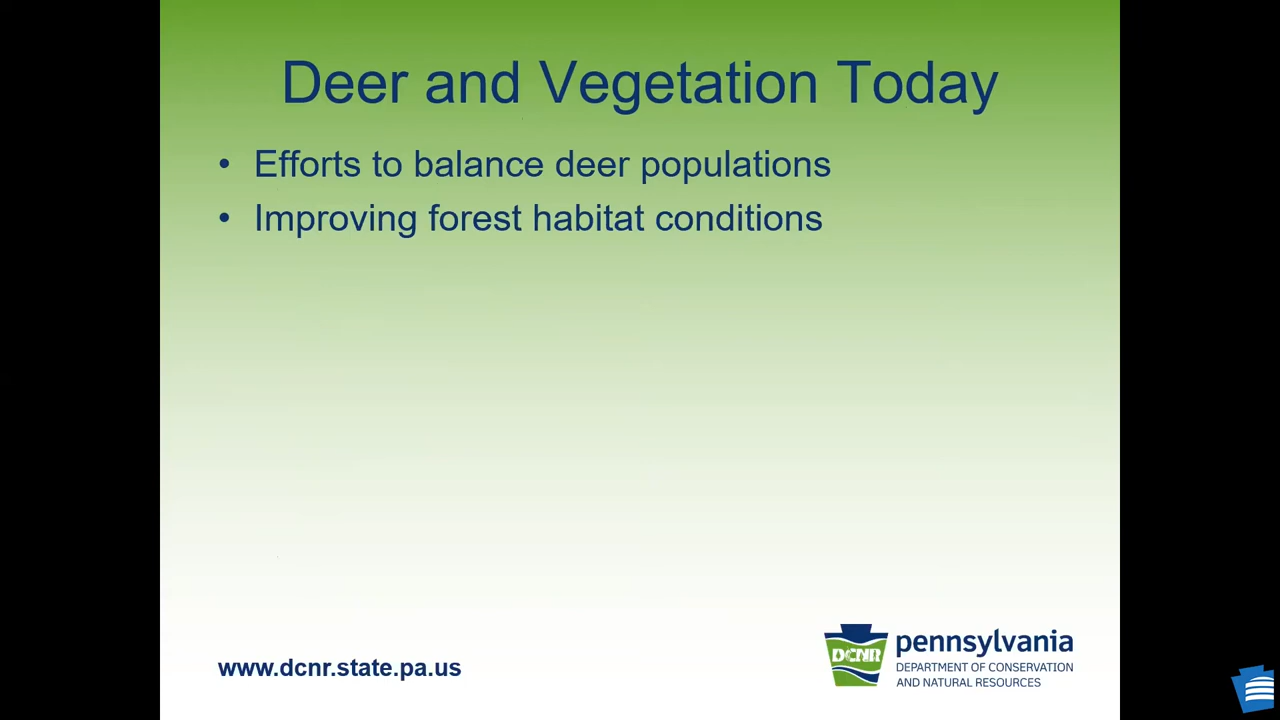 Deer and Vegetation Today
• Efforts to balance deer populations
• Improving forest habitat conditions
www.dcnr.state.pa.us
DCNR
pennsylvania
DEPARTMENT OF CONSERVATION
AND NATURAL RESOURCES